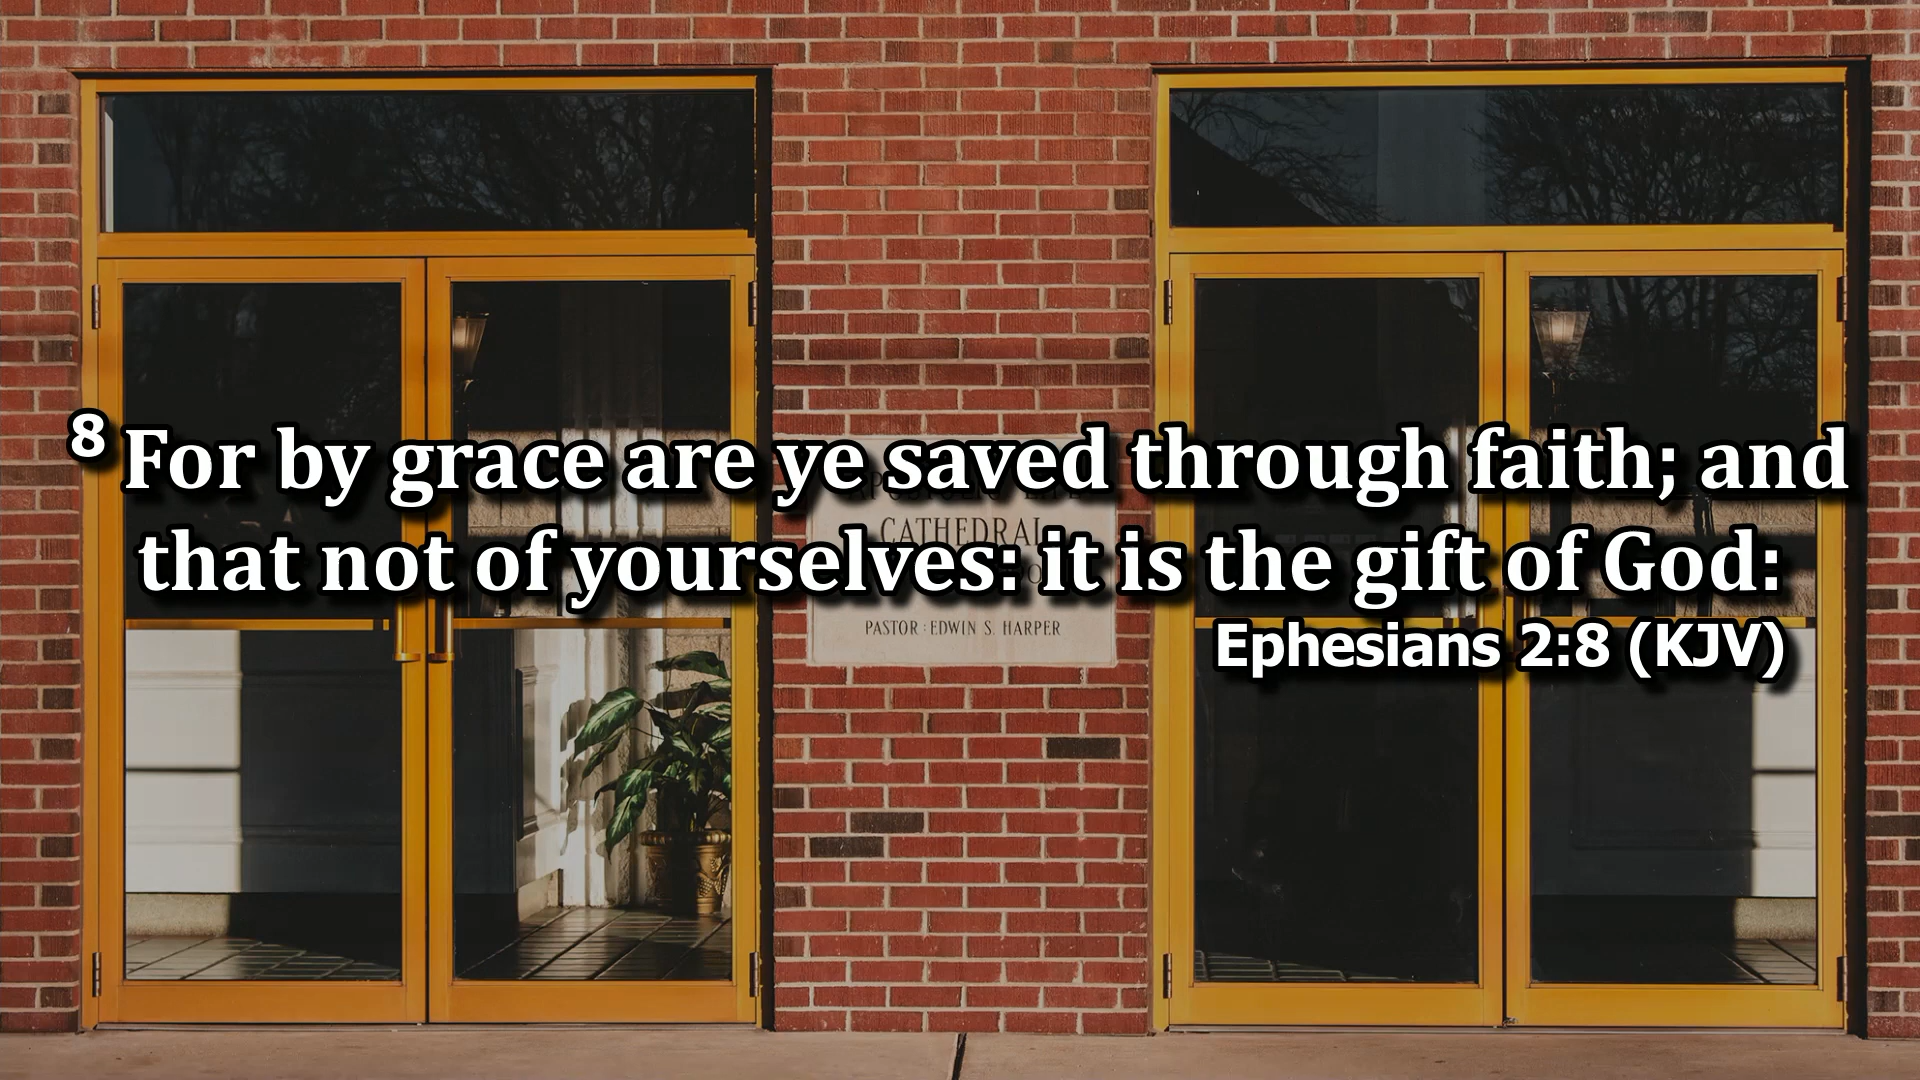 8 For by grace are ye saved through faith; and
that not of yourselves: it is the gift of God:
Ephesians 2:8 (KJV)
CATHEDRAL
PASTOR : EDWIN S. HARPER